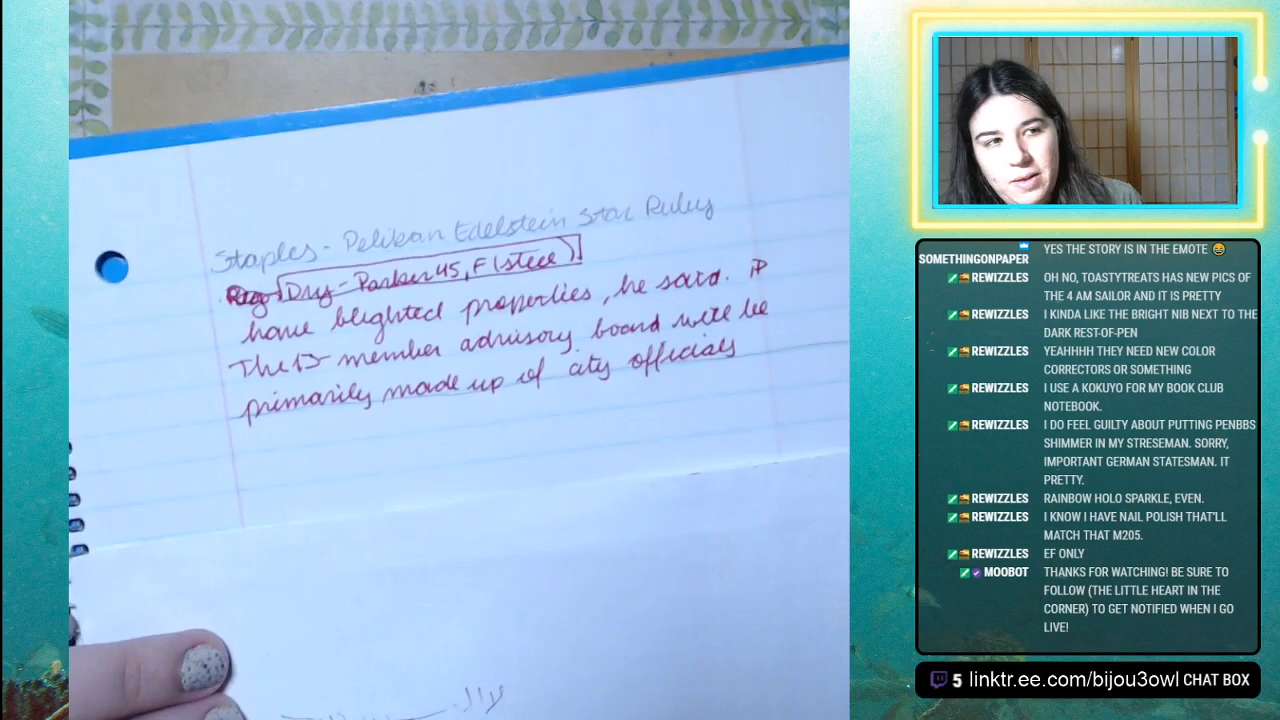 Staples - Pelikan Edelstein Star Ruby
Dry - Parker 45, F (steel)
have blighted properties, he said. IP
The 13-member advisory board will be
primarily made up of city officials
YES THE STORY IS IN THE EMOTE 😂
SOMETHINGONPAPER
REWIZZLES OH NO, TOASTYTREATS HAS NEW PICS OF
THE 4 AM SAILOR AND IT IS PRETTY
REWIZZLES I KINDA LIKE THE BRIGHT NIB NEXT TO THE
DARK REST-OF-PEN
REWIZZLES YEAHHHH THEY NEED NEW COLOR
CORRECTORS OR SOMETHING
REWIZZLES I USE A KOKUYO FOR MY BOOK CLUB
NOTEBOOK.
REWIZZLES I DO FEEL GUILTY ABOUT PUTTING PENBBS
SHIMMER IN MY STRESEMAN. SORRY,
IMPORTANT GERMAN STATESMAN. IT
PRETTY.
REWIZZLES RAINBOW HOLO SPARKLE, EVEN.
REWIZZLES I KNOW I HAVE NAIL POLISH THAT'LL
MATCH THAT M205.
REWIZZLES EF ONLY
MOOBOT THANKS FOR WATCHING! BE SURE TO
FOLLOW (THE LITTLE HEART IN THE
CORNER) TO GET NOTIFIED WHEN I GO
LIVE!
5 linktr.ee.com/bijou3owl CHAT BOX